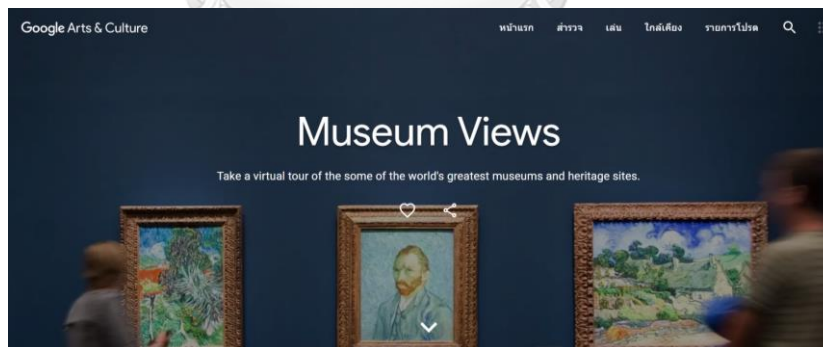 Google Arts & Culture
หน้าแรก สำรวจ เล่น ใกล้เคียง รายการโปรด
Museum Views
Take a virtual tour of the some of the world's greatest museums and heritage sites.